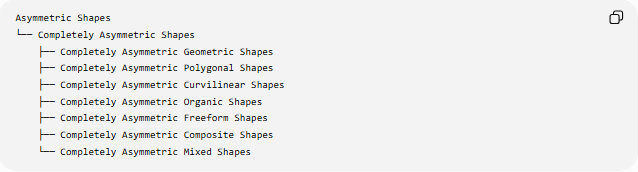 Asymmetric Shapes
└── Completely Asymmetric Shapes
    ├── Completely Asymmetric Geometric Shapes
    ├── Completely Asymmetric Polygonal Shapes
    ├── Completely Asymmetric Curvilinear Shapes
    ├── Completely Asymmetric Organic Shapes
    ├── Completely Asymmetric Freeform Shapes
    ├── Completely Asymmetric Composite Shapes
    └── Completely Asymmetric Mixed Shapes